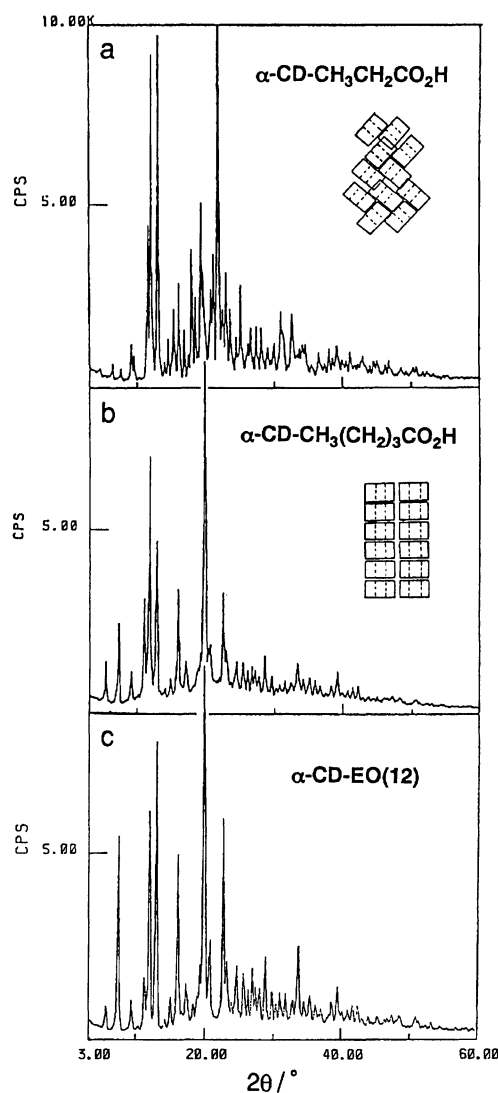 10.00K
a
α-CD-CH₃CH₂CO₂H
5.00
CPS
b
α-CD-CH₃(CH₂)₃CO₂H
5.00
CPS
c
α-CD-EO(12)
5.00
CPS
3.00 20.00 40.00 60.00
2θ/°